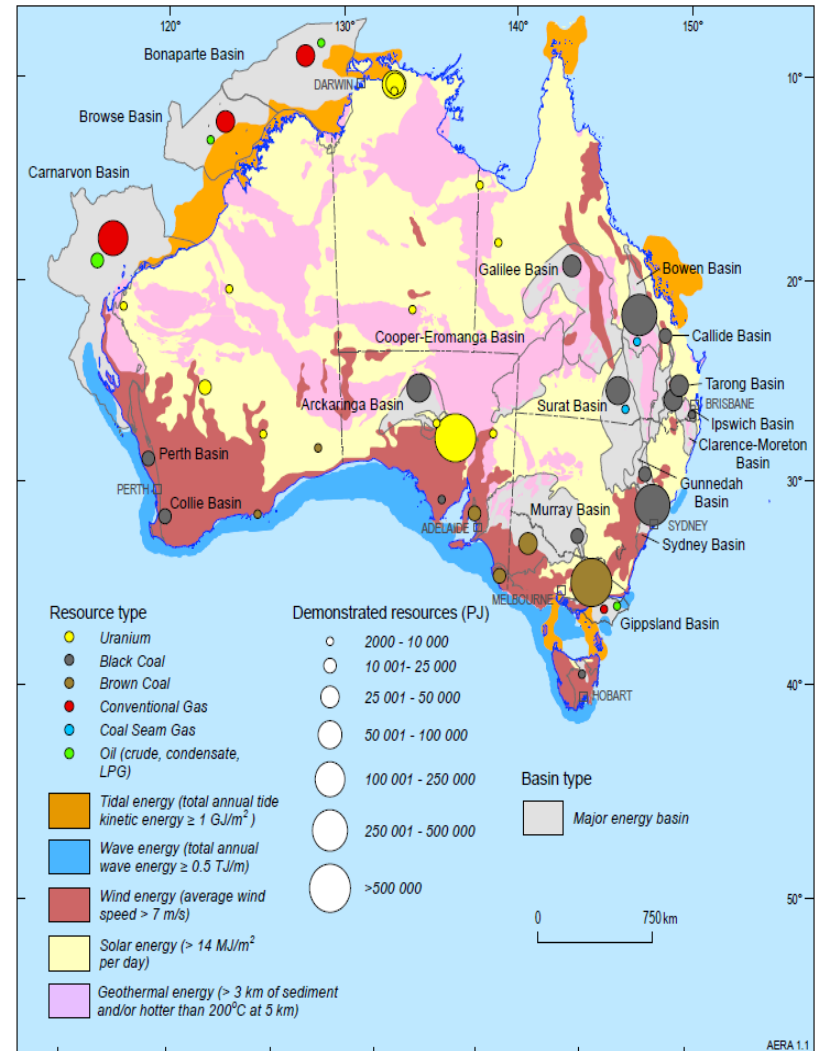 120°
130°
140°
150°
Bonaparte Basin
DARWIN
10°
Browse Basin
Carnarvon Basin
Galilee Basin
Bowen Basin
20°
Cooper-Eromanga Basin
Callide Basin
Arckaringa Basin
Surat Basin
Tarong Basin
BRISBANE
Ipswich Basin
Clarence-Moreton
Basin
Perth Basin
Gunnedah
Basin
30°
PERTH
Collie Basin
ADELAIDE
Murray Basin
SYDNEY
Sydney Basin
MELBOURNE
Gippsland Basin
HOBART
40°
50°
Resource type
Uranium
Black Coal
Brown Coal
Conventional Gas
Coal Seam Gas
Oil (crude, condensate,
LPG)
Tidal energy (total annual tide
kinetic energy ≥ 1 GJ/m²)
Wave energy (total annual
wave energy ≥ 0.5 TJ/m)
Wind energy (average wind
speed > 7 m/s)
Solar energy (> 14 MJ/m²
per day)
Geothermal energy (> 3 km of sediment
and/or hotter than 200°C at 5 km)
Demonstrated resources (PJ)
2000 - 10 000
10 001- 25 000
25 001 - 50 000
50 001 - 100 000
100 001 - 250 000
250 001 - 500 000
>500 000
Basin type
Major energy basin
0
750 km
AERA 1.1